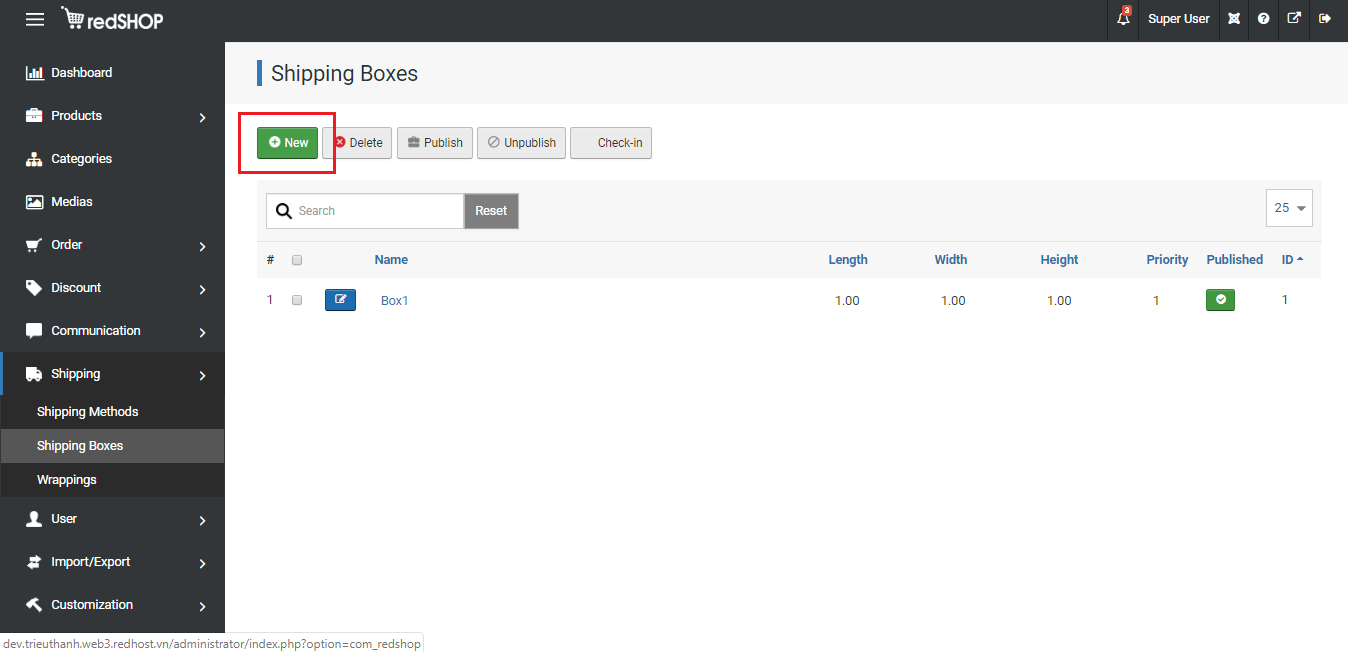 redSHOP
3
Super User
Dashboard
Products
Categories
Medias
Order
Discount
Communication
Shipping
Shipping Methods
Shipping Boxes
Wrappings
User
Import/Export
Customization
Shipping Boxes
New Delete Publish Unpublish Check-in
Search Reset 25
# Name Length Width Height Priority Published ID
1 Box1 1.00 1.00 1.00 1 1
dev.trieuthanh.web3.redhost.vn/administrator/index.php?option=com_redshop